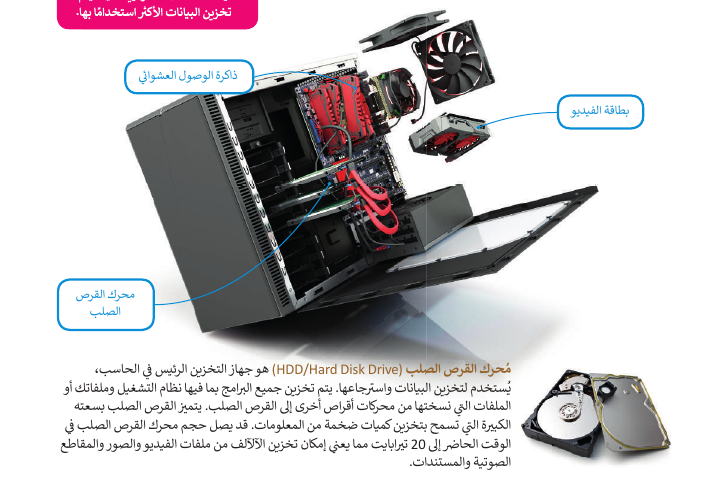 تخزين البيانات الأكثر استخدامًا بها.
ذاكرة الوصول العشوائي
بطاقة الفيديو
محرك القرص
الصلب
مُحرك القرص الصلب (HDD/Hard Disk Drive) هو جهاز التخزين الرئيس في الحاسب،
يُستخدم لتخزين البيانات واسترجاعها. يتم تخزين جميع البرامج بما فيها نظام التشغيل وملفاتك أو
الملفات التي نسختها من محركات أقراص أخرى إلى القرص الصلب. يتميز القرص الصلب بسعته
الكبيرة التي تسمح بتخزين كميات ضخمة من المعلومات. قد يصل حجم محرك القرص الصلب في
الوقت الحاضر إلى 20 تيرابايت مما يعني إمكان تخزين الآلآلف من ملفات الفيديو والصور والمقاطع
الصوتية والمستندات.